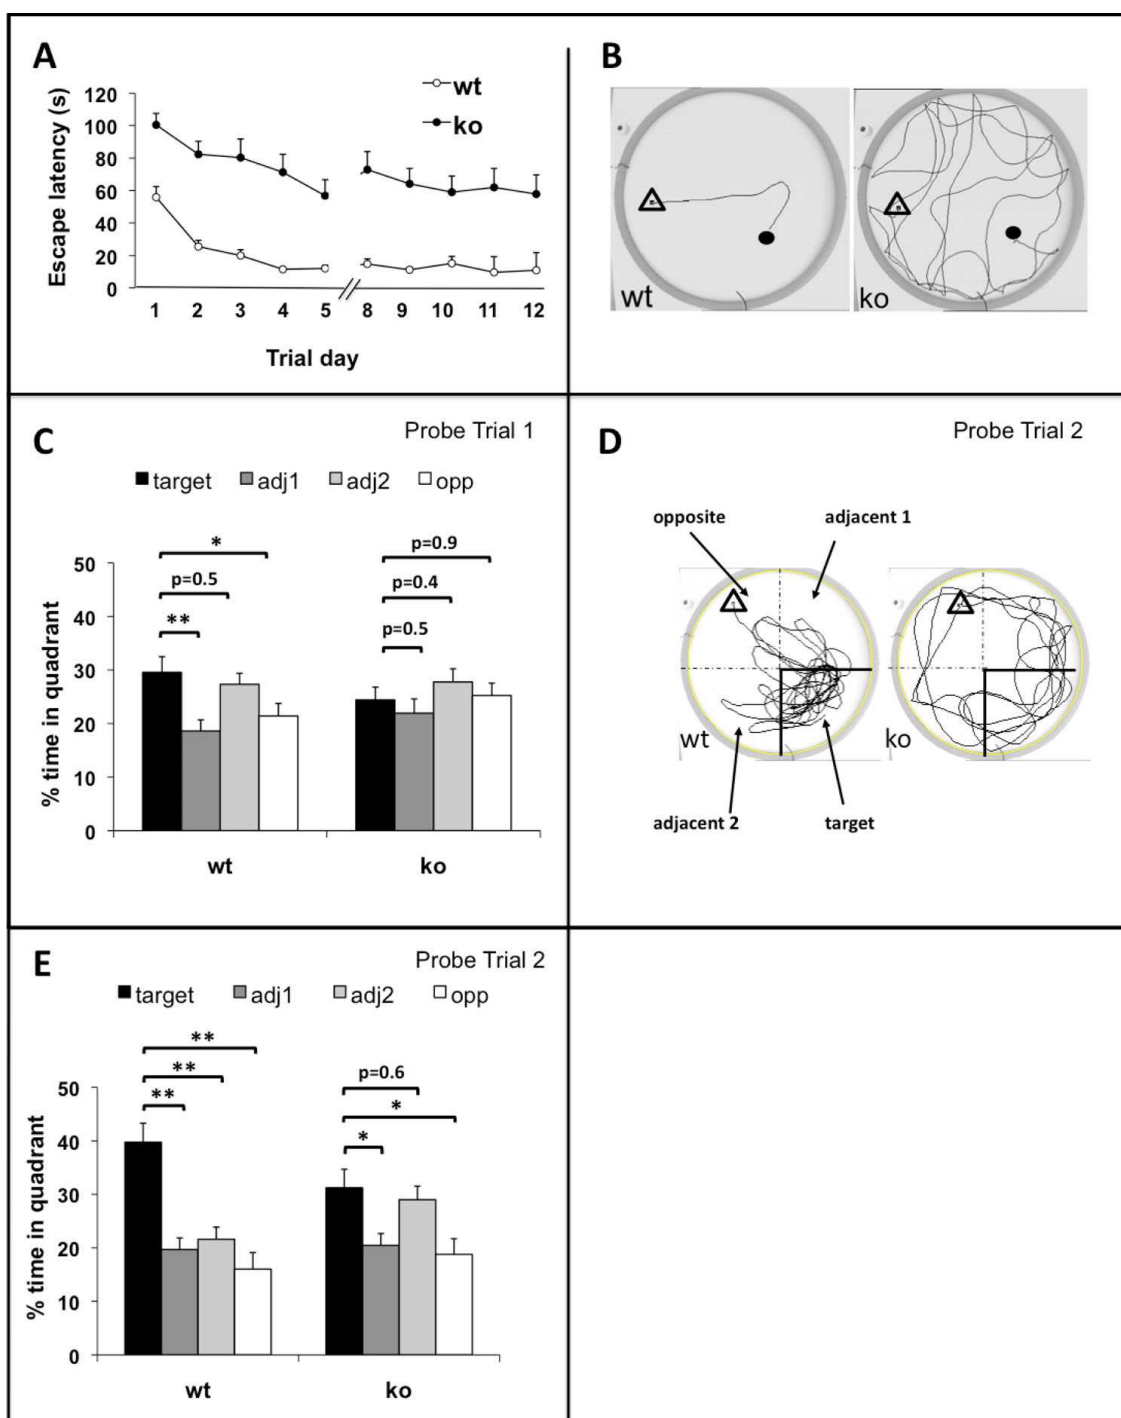 A
wt
ko
Escape latency (s)
120
100
80
60
40
20
0
1 2 3 4 5 8 9 10 11 12
Trial day
B
wt
ko
C
Probe Trial 1
target adj1 adj2 opp
% time in quadrant
50
40
30
20
10
0
*
p=0.5
**
p=0.9
p=0.4
p=0.5
wt ko
D
Probe Trial 2
opposite adjacent 1
wt
ko
adjacent 2 target
E
Probe Trial 2
target adj1 adj2 opp
% time in quadrant
50
40
30
20
10
0
**
**
**
p=0.6
*
*
wt ko